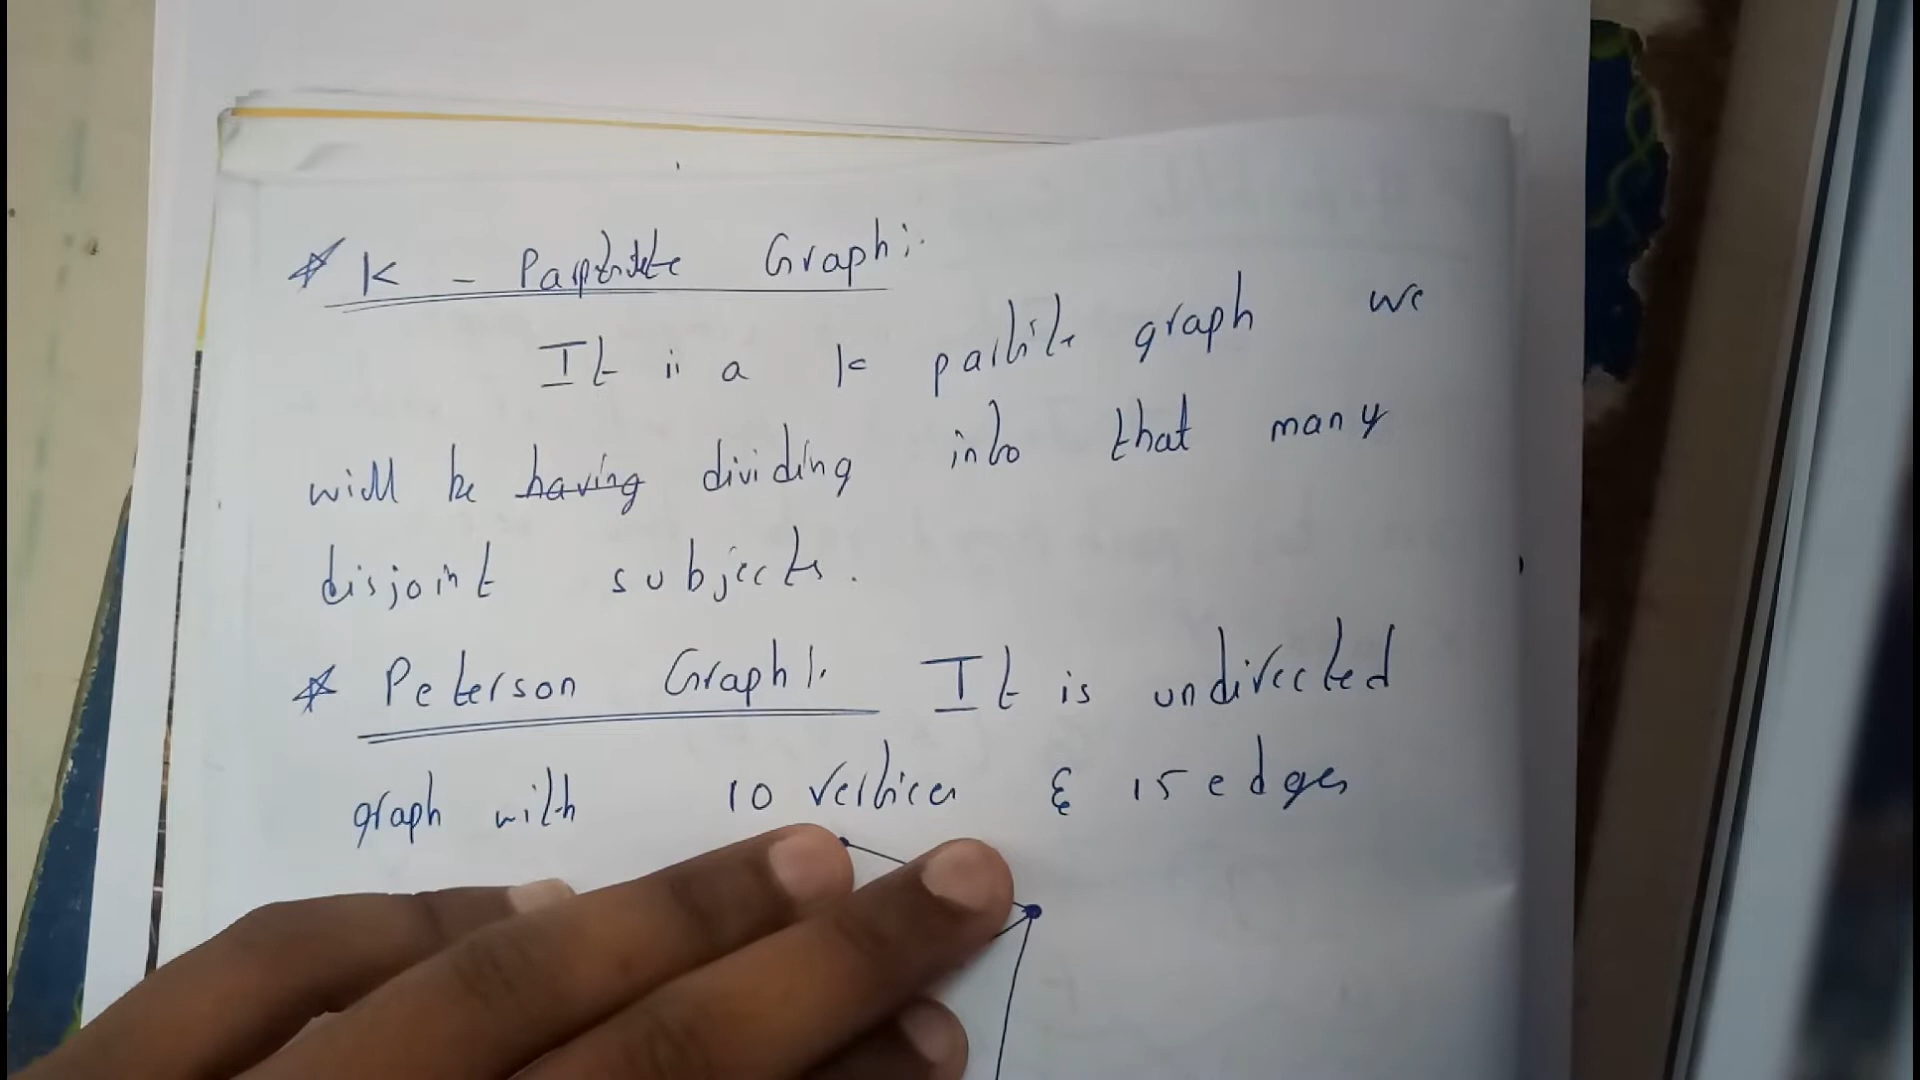 * K - Partite Graph:
It is a k partite graph we
will be having dividing into that many
disjoint subjects.
* Peterson Graph: It is undirected
graph with 10 vertices & 15 edges